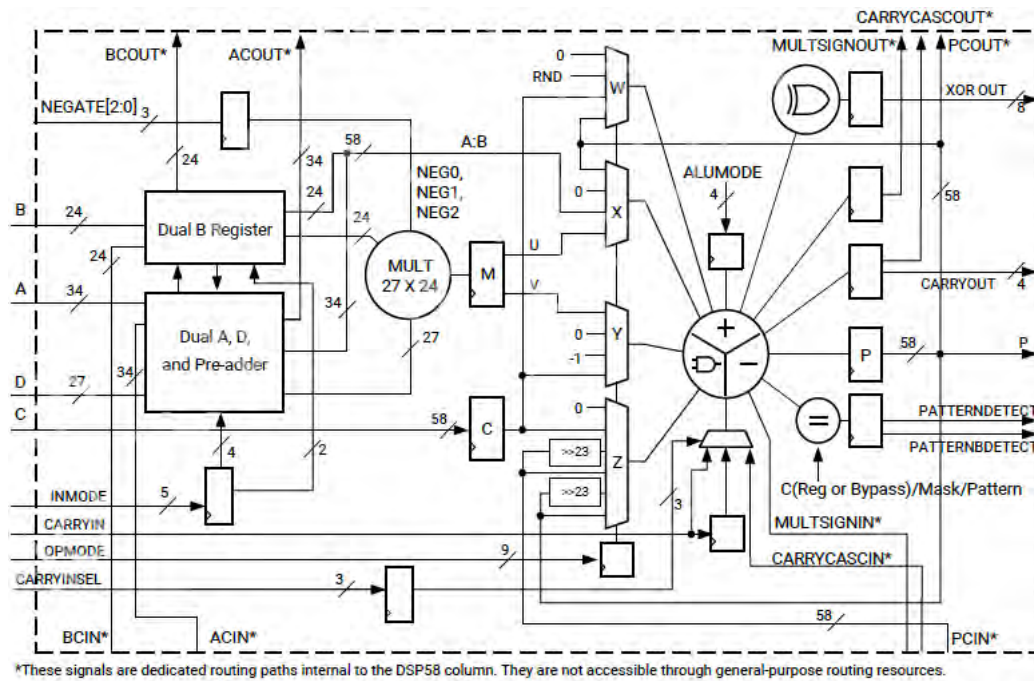 CARRYCASCOUT*
BCOUT* ACOUT* MULTSIGNOUT* PCOUT*
0
RND
W
XOR OUT
8
NEGATE[2:0] 3
24
34
58 A:B
NEG0,
NEG1,
NEG2
ALUMODE
4
0
X
58
24
B 24
Dual B Register
24
24
MULT
27 X 24
M
U
V
CARRYOUT
4
A 34
Dual A, D,
and Pre-adder
34
27
Y
0
-1
+
−
P
58
P
D 27
34
C 58
C
0
Z
>>23
>>23
=
PATTERNDETECT
PATTERNBDETECT
4
2
3
C(Reg or Bypass)/Mask/Pattern
INMODE 5
CARRYIN
MULTSIGNIN*
OPMODE 9
CARRYCASCIN*
CARRYINSEL 3
58
BCIN* ACIN* PCIN*
*These signals are dedicated routing paths internal to the DSP58 column. They are not accessible through general-purpose routing resources.